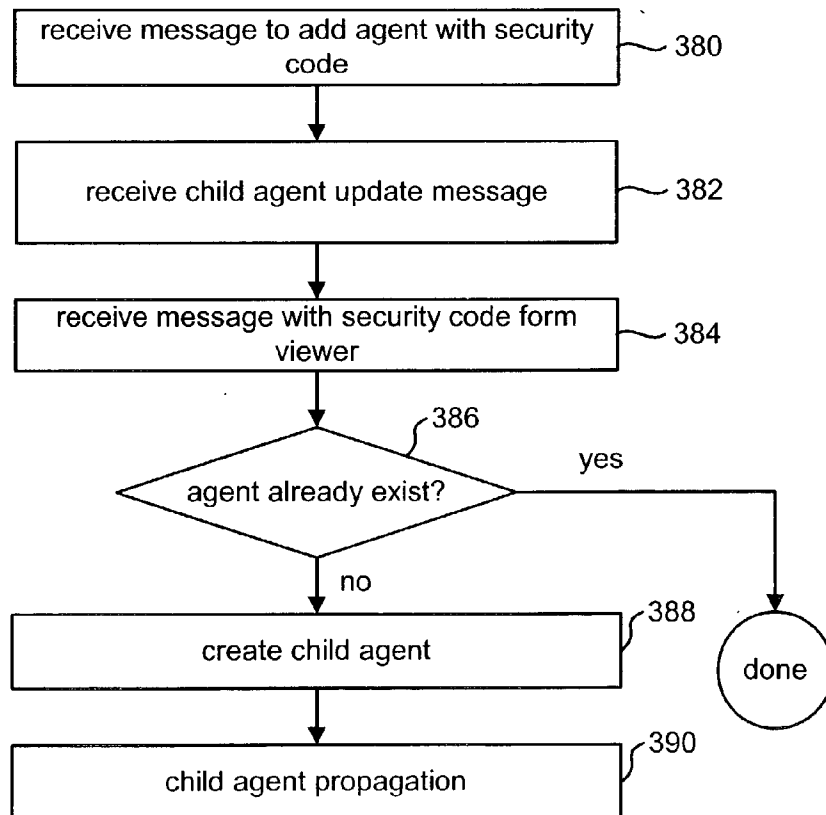 receive message to add agent with security
code
380
receive child agent update message
382
receive message with security code form
viewer
384
386
agent already exist?
yes
no
388
create child agent
done
390
child agent propagation